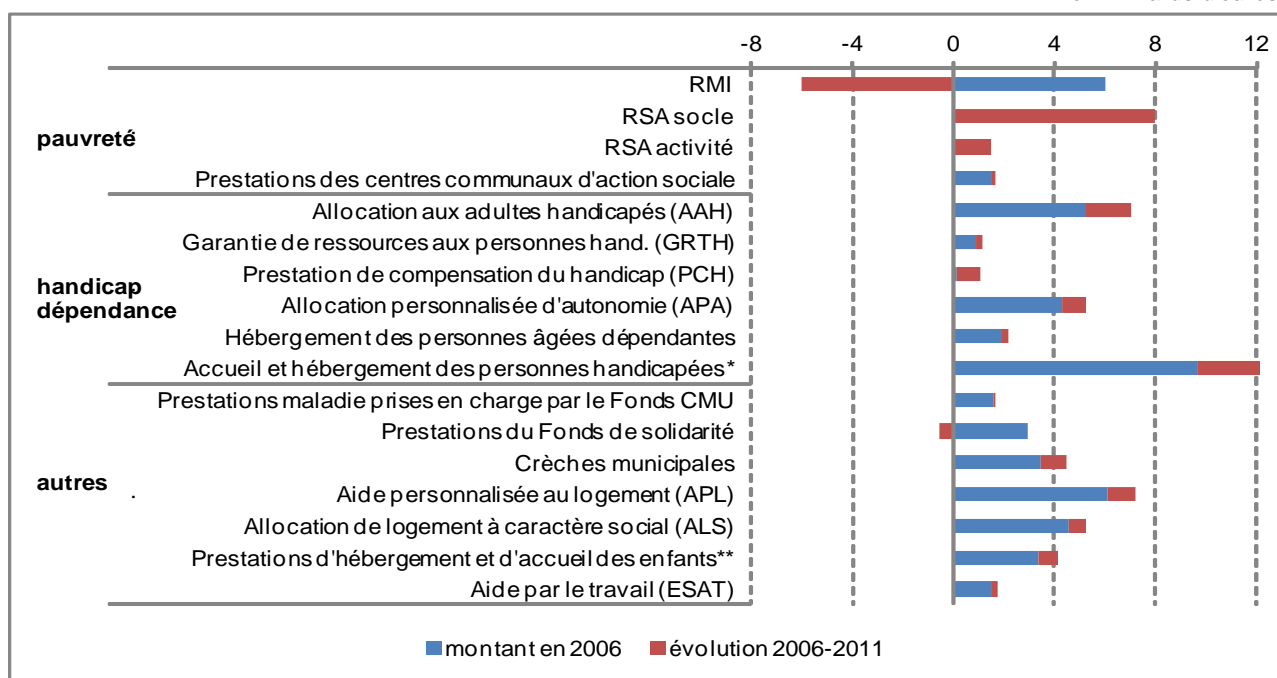 -8 -4 0 4 8 12
pauvreté
RMI
RSA socle
RSA activité
Prestations des centres communaux d'action sociale
handicap
dépendance
Allocation aux adultes handicapés (AAH)
Garantie de ressources aux personnes hand. (GRTH)
Prestation de compensation du handicap (PCH)
Allocation personnalisée d'autonomie (APA)
Hébergement des personnes âgées dépendantes
Accueil et hébergement des personnes handicapées*
autres
Prestations maladie prises en charge par le Fonds CMU
Prestations du Fonds de solidarité
Crèches municipales
. Aide personnalisée au logement (APL)
Allocation de logement à caractère social (ALS)
Prestations d'hébergement et d'accueil des enfants**
Aide par le travail (ESAT)
montant en 2006 évolution 2006-2011